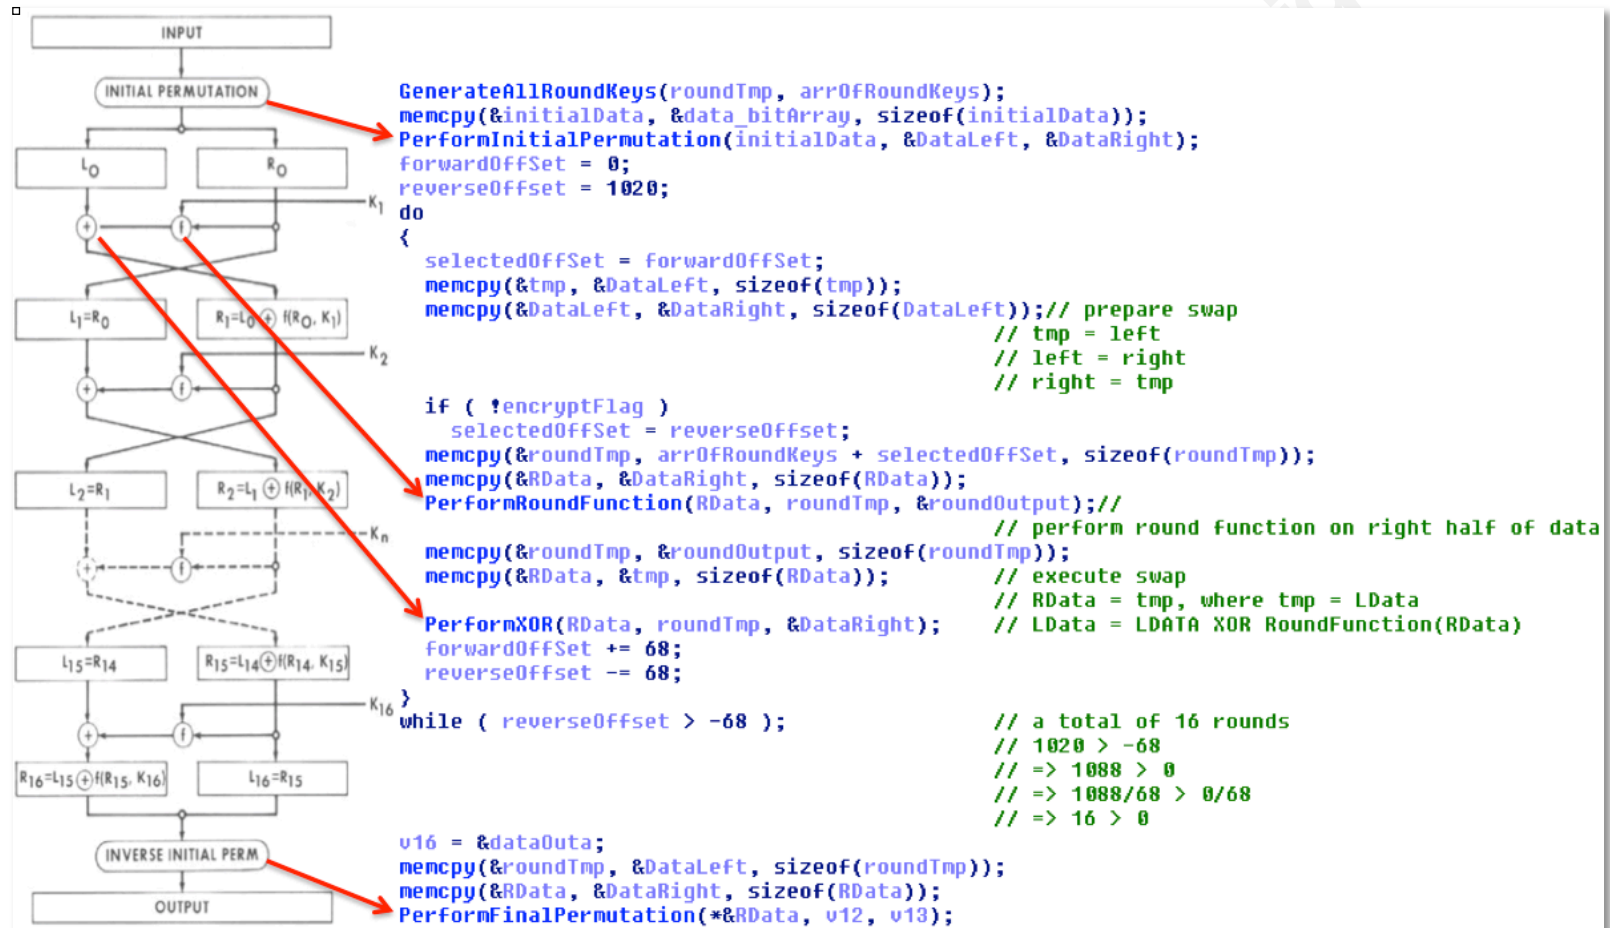 INPUT
INITIAL PERMUTATION
L0
R0
K1
L1=R0
R1=L0 ⊕ f(R0, K1)
K2
L2=R1
R2=L1 ⊕ f(R1, K2)
Kn
L15=R14
R15=L14⊕f(R14, K15)
K16
R16=L15⊕f(R15, K16)
L16=R15
INVERSE INITIAL PERM
OUTPUT
GenerateAllRoundKeys(roundTmp, arrOfRoundKeys);
memcpy(&initialData, &data_bitArray, sizeof(initialData));
PerformInitialPermutation(initialData, &DataLeft, &DataRight);
forwardOffSet = 0;
reverseOffset = 1020;
do
{
selectedOffSet = forwardOffSet;
memcpy(&tmp, &DataLeft, sizeof(tmp));
memcpy(&DataLeft, &DataRight, sizeof(DataLeft));// prepare swap
// tmp = left
// left = right
// right = tmp
if ( !encryptFlag )
selectedOffSet = reverseOffset;
memcpy(&roundTmp, arrOfRoundKeys + selectedOffSet, sizeof(roundTmp));
memcpy(&RData, &DataRight, sizeof(RData));
PerformRoundFunction(RData, roundTmp, &roundOutput);//
// perform round function on right half of data
memcpy(&roundTmp, &roundOutput, sizeof(roundTmp));
memcpy(&RData, &tmp, sizeof(RData)); // execute swap
// RData = tmp, where tmp = LData
PerformXOR(RData, roundTmp, &DataRight); // LData = LDATA XOR RoundFunction(RData)
forwardOffSet += 68;
reverseOffset -= 68;
}
while ( reverseOffset > -68 ); // a total of 16 rounds
// 1020 > -68
// => 1088 > 0
// => 1088/68 > 0/68
// => 16 > 0
v16 = &dataOuta;
memcpy(&roundTmp, &DataLeft, sizeof(roundTmp));
memcpy(&RData, &DataRight, sizeof(RData));
PerformFinalPermutation(*&RData, v12, v13);